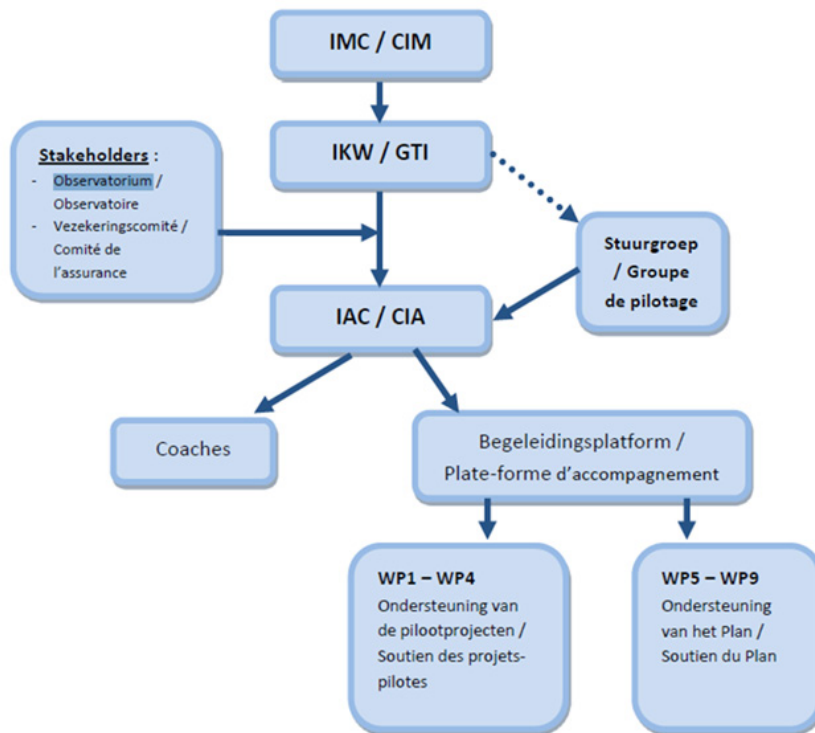 IMC / CIM
IKW / GTI
Stakeholders :
- Observatorium /
Observatoire
- Vezekeringscomité /
Comité de
l'assurance
Stuurgroep
/ Groupe
de pilotage
IAC / CIA
Coaches
Begeleidingsplatform /
Plate-forme d'accompagnement
WP1 – WP4
Ondersteuning van
de pilootprojecten /
Soutien des projets-
pilotes
WP5 – WP9
Ondersteuning
van het Plan /
Soutien du Plan